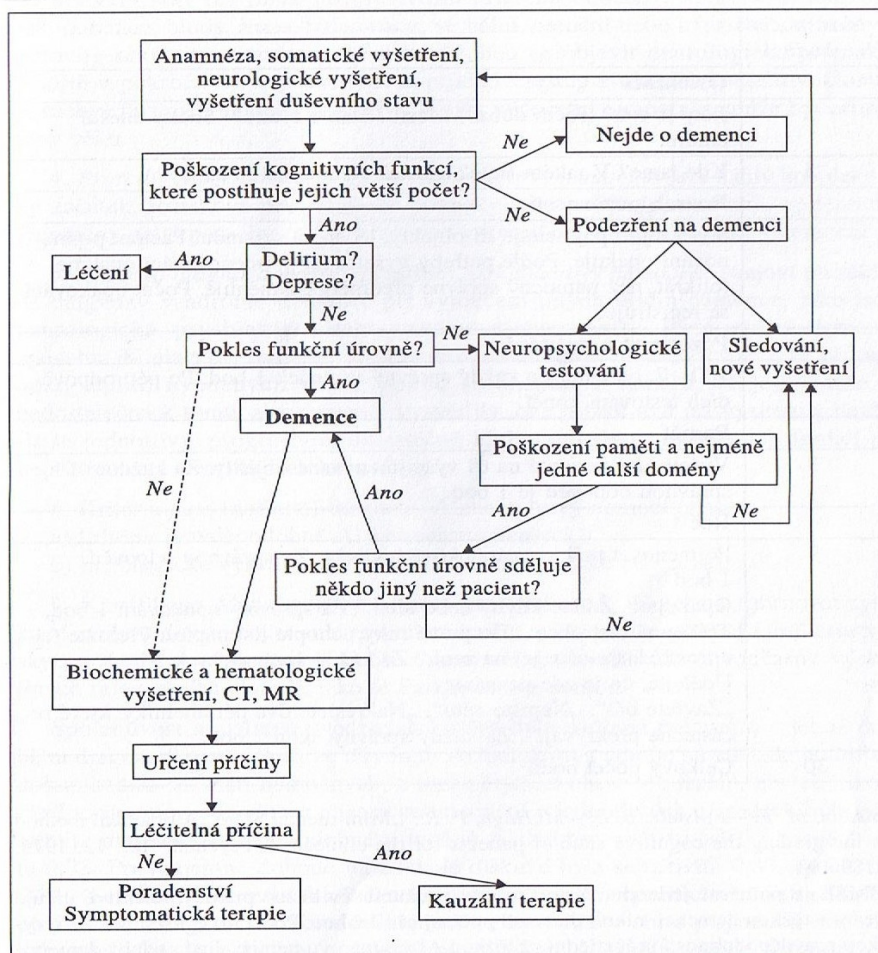 Anamnéza, somatické vyšetření,
neurologické vyšetření,
vyšetření duševního stavu
Ne
Nejde o demenci
Poškození kognitivních funkcí,
které postihuje jejich větší počet?
Ne
Podezření na demenci
Ano
Léčení
Ano
Delirium?
Deprese?
Ne
Pokles funkční úrovně?
Ne
Neuropsychologické
testování
Sledování,
nové vyšetření
Ano
Demence
Ne
Ano
Poškození paměti a nejméně
jedné další domény
Ano
Ne
Pokles funkční úrovně sděluje
někdo jiný než pacient?
Ne
Biochemické a hematologické
vyšetření, CT, MR
Určení příčiny
Léčitelná příčina
Ne
Ano
Poradenství
Symptomatická terapie
Kauzální terapie